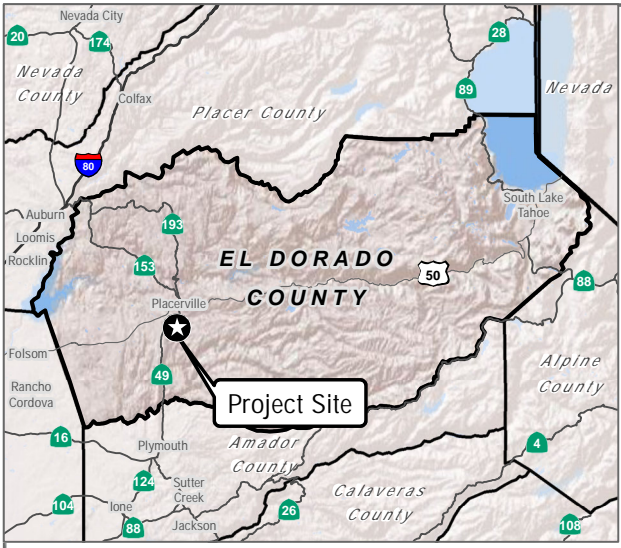 Nevada City
20
174
28
Nevada
County
Colfax
Placer County
89
Nevada
80
Auburn
Loomis
Rocklin
193
South Lake
Tahoe
153
EL DORADO
COUNTY
50
88
Placerville
Folsom
Rancho
Cordova
49
Project Site
Alpine
County
16
Plymouth
Amador
County
4
124
Sutter
Creek
104
Ione
88
Jackson
26
Calaveras
County
108